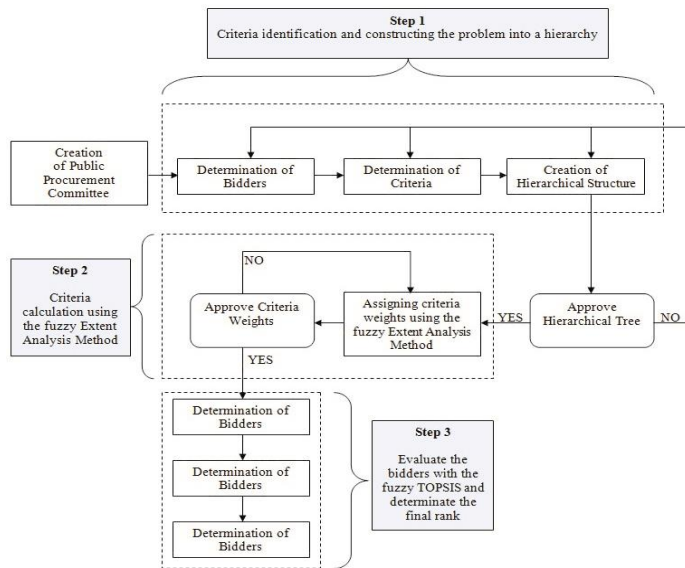 Step 1
Criteria identification and constructing the problem into a hierarchy
Creation
of Public
Procurement
Committee
Determination of
Bidders
Determination of
Criteria
Creation of
Hierarchical Structure
Step 2
Criteria
calculation using
the fuzzy Extent
Analysis Method
NO
Approve Criteria
Weights
Assigning criteria
weights using the
fuzzy Extent Analysis
Method
YES
Approve
Hierarchical Tree
NO
YES
Determination of
Bidders
Determination of
Bidders
Determination of
Bidders
Step 3
Evaluate the
bidders with the
fuzzy TOPSIS and
determinate the
final rank